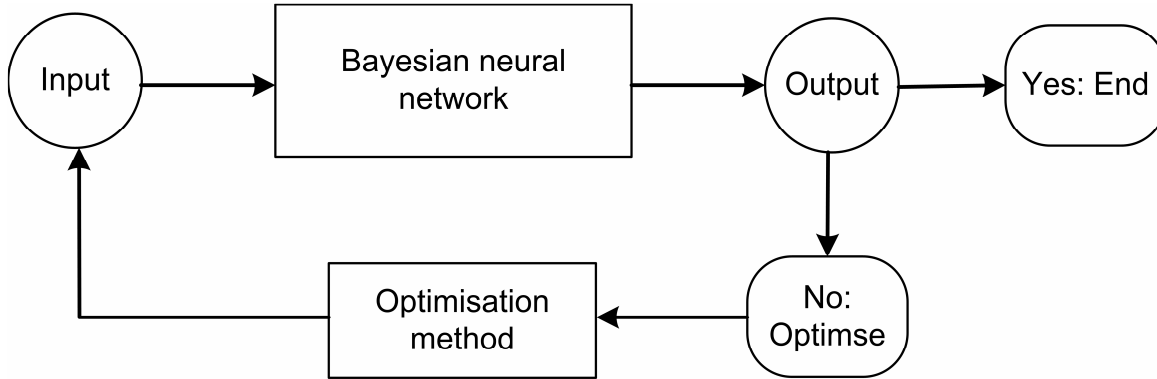 Input
Bayesian neural
network
Output
Yes: End
No:
Optimse
Optimisation
method